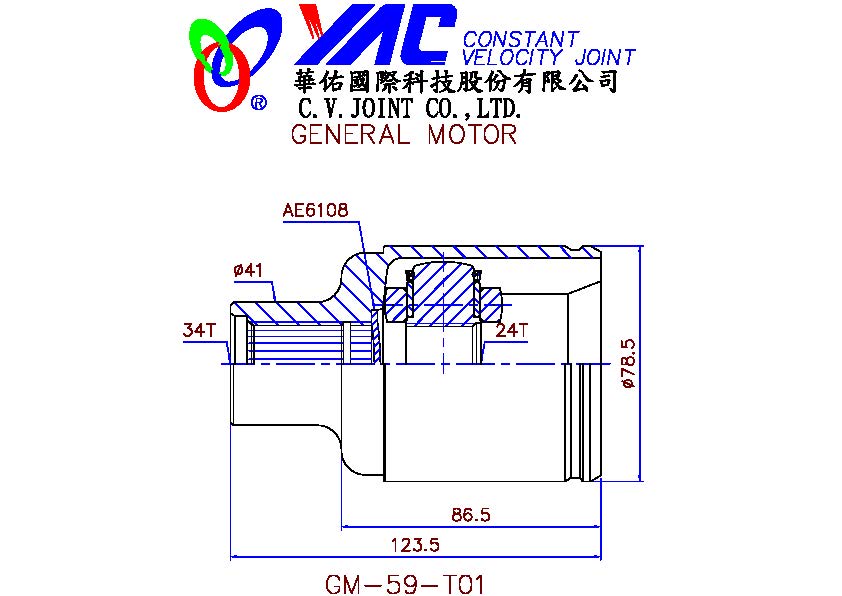 YAC CONSTANT
VELOCITY JOINT
華佑國際科技股份有限公司
C.V.JOINT CO.,LTD.
®
GENERAL MOTOR
AE6108
ø41
34T
24T
ø78.5
86.5
123.5
GM-59-T01